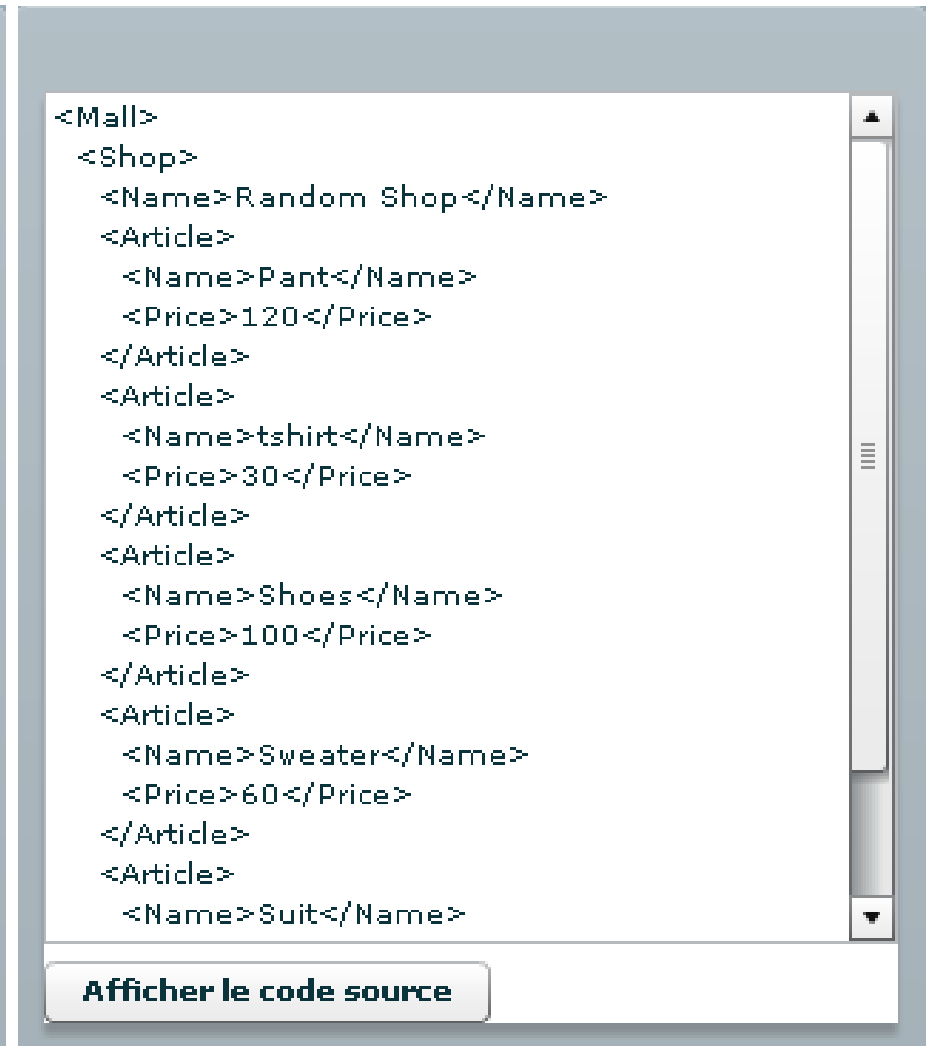 <Mall>
<Shop>
<Name>Random Shop</Name>
<Article>
<Name>Pant</Name>
<Price>120</Price>
</Article>
<Article>
<Name>tshirt</Name>
<Price>30</Price>
</Article>
<Article>
<Name>Shoes</Name>
<Price>100</Price>
</Article>
<Article>
<Name>Sweater</Name>
<Price>60</Price>
</Article>
<Article>
<Name>Suit</Name>
Afficher le code source